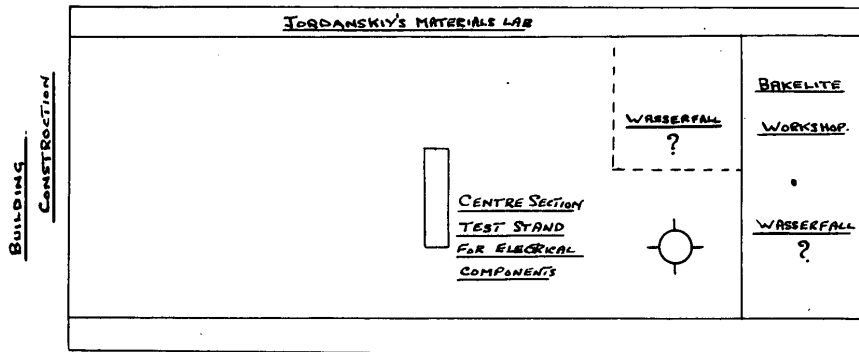 JORDANSKIY'S MATERIALS LAB
BUILDING
CONSTRUCTION
WASSERFALL
?
BAKELITE
WORKSHOP.
CENTRE SECTION
TEST STAND
FOR ELECTRICAL
COMPONENTS
WASSERFALL
?